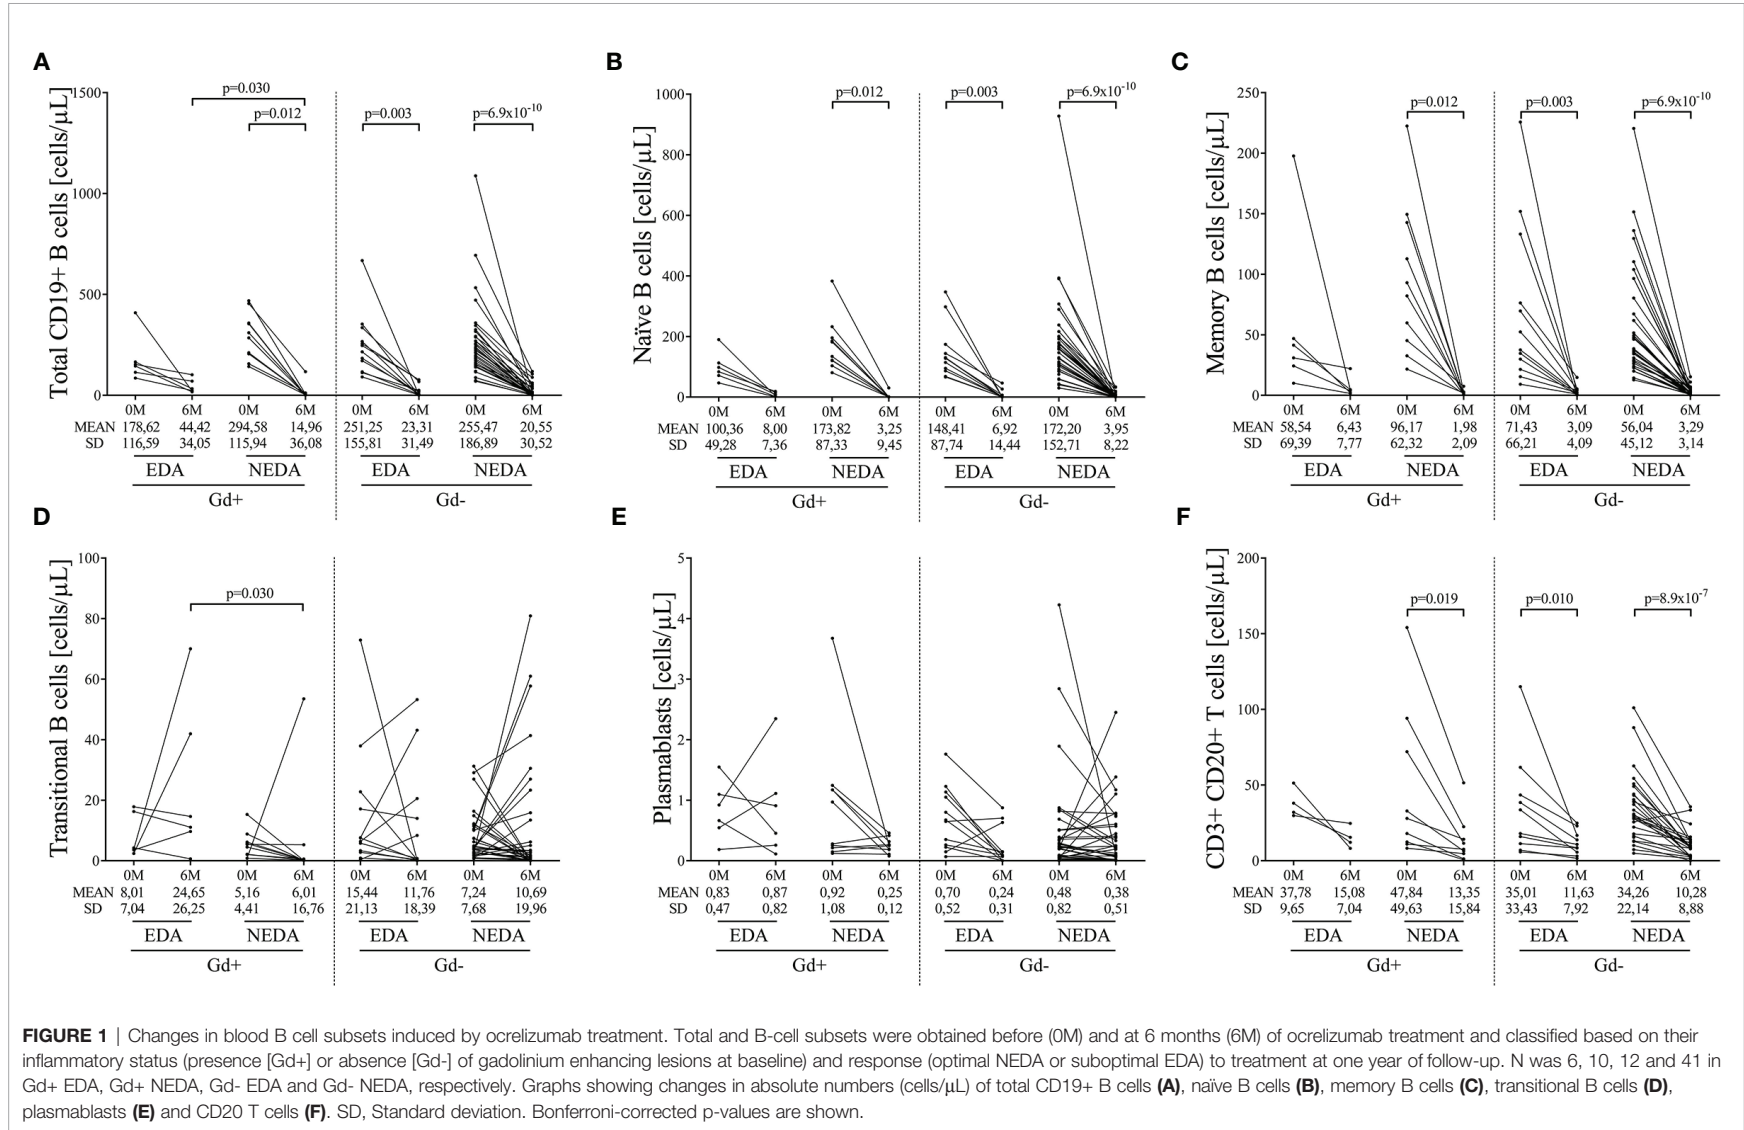 A
Total CD19+ B cells [cells/µL]
1500
1000
500
0
p=0.030
p=0.012
p=0.003
p=6.9x10-10
0M 6M 0M 6M 0M 6M 0M 6M
MEAN 178,62 44,42 294,58 14,96 251,25 23,31 255,47 20,55
SD 116,59 34,05 115,94 36,08 155,81 31,49 186,89 30,52
EDA NEDA EDA NEDA
Gd+ Gd-
B
Naïve B cells [cells/µL]
1000
800
600
400
200
0
p=0.012
p=0.003
p=6.9x10-10
0M 6M 0M 6M 0M 6M 0M 6M
MEAN 100,36 8,00 173,82 3,25 148,41 6,92 172,20 3,95
SD 49,28 7,36 87,33 9,45 87,74 14,44 152,71 8,22
EDA NEDA EDA NEDA
Gd+ Gd-
C
Memory B cells [cells/µL]
250
200
150
100
50
0
p=0.012
p=0.003
p=6.9x10-10
0M 6M 0M 6M 0M 6M 0M 6M
MEAN 58,54 6,43 96,17 1,98 71,43 3,09 56,04 3,29
SD 69,39 7,77 62,32 2,09 66,21 4,09 45,12 3,14
EDA NEDA EDA NEDA
Gd+ Gd-
D
Transitional B cells [cells/µL]
100
80
60
40
20
0
p=0.030
0M 6M 0M 6M 0M 6M 0M 6M
MEAN 8,01 24,65 5,16 6,01 15,44 11,76 7,24 10,69
SD 7,04 26,25 4,41 16,76 21,13 18,39 7,68 19,96
EDA NEDA EDA NEDA
Gd+ Gd-
E
Plasmablasts [cells/µL]
5
4
3
2
1
0
0M 6M 0M 6M 0M 6M 0M 6M
MEAN 0,83 0,87 0,92 0,25 0,70 0,24 0,48 0,38
SD 0,47 0,82 1,08 0,12 0,52 0,31 0,82 0,51
EDA NEDA EDA NEDA
Gd+ Gd-
F
CD3+ CD20+ T cells [cells/µL]
200
150
100
50
0
p=0.019
p=0.010
p=8.9x10-7
0M 6M 0M 6M 0M 6M 0M 6M
MEAN 37,78 15,08 47,84 13,35 35,01 11,63 34,26 10,28
SD 9,65 7,04 49,63 15,84 33,43 7,92 22,14 8,88
EDA NEDA EDA NEDA
Gd+ Gd-
FIGURE 1 | Changes in blood B cell subsets induced by ocrelizumab treatment. Total and B-cell subsets were obtained before (0M) and at 6 months (6M) of ocrelizumab treatment and classified based on their
inflammatory status (presence [Gd+] or absence [Gd-] of gadolinium enhancing lesions at baseline) and response (optimal NEDA or suboptimal EDA) to treatment at one year of follow-up. N was 6, 10, 12 and 41 in
Gd+ EDA, Gd+ NEDA, Gd- EDA and Gd- NEDA, respectively. Graphs showing changes in absolute numbers (cells/µL) of total CD19+ B cells (A), naïve B cells (B), memory B cells (C), transitional B cells (D),
plasmablasts (E) and CD20 T cells (F). SD, Standard deviation. Bonferroni-corrected p-values are shown.